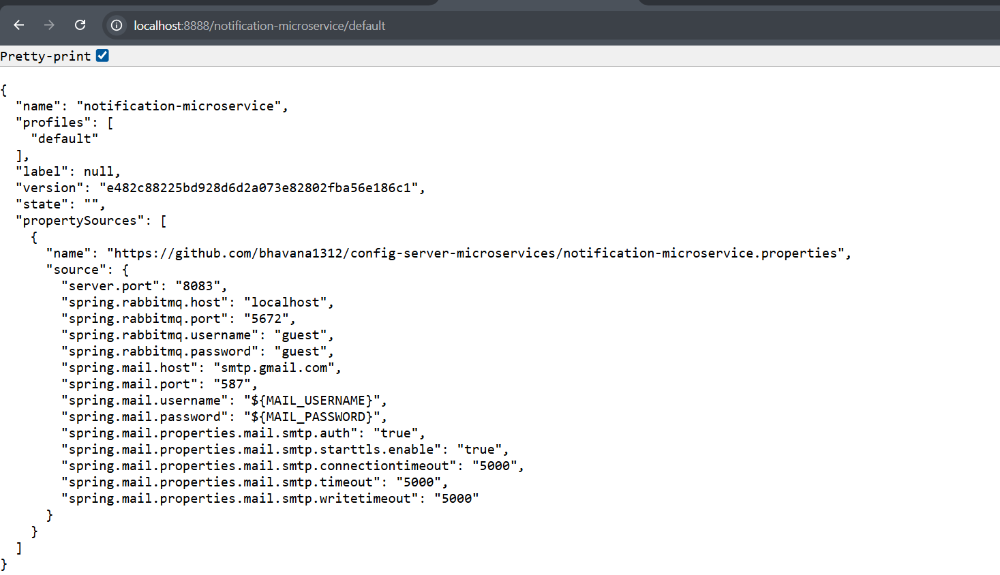 localhost:8888/notification-microservice/default
Pretty-print
{
  "name": "notification-microservice",
  "profiles": [
    "default"
  ],
  "label": null,
  "version": "e482c88225bd928d6d2a073e82802fba56e186c1",
  "state": "",
  "propertySources": [
    {
      "name": "https://github.com/bhavana1312/config-server-microservices/notification-microservice.properties",
      "source": {
        "server.port": "8083",
        "spring.rabbitmq.host": "localhost",
        "spring.rabbitmq.port": "5672",
        "spring.rabbitmq.username": "guest",
        "spring.rabbitmq.password": "guest",
        "spring.mail.host": "smtp.gmail.com",
        "spring.mail.port": "587",
        "spring.mail.username": "${MAIL_USERNAME}",
        "spring.mail.password": "${MAIL_PASSWORD}",
        "spring.mail.properties.mail.smtp.auth": "true",
        "spring.mail.properties.mail.smtp.starttls.enable": "true",
        "spring.mail.properties.mail.smtp.connectiontimeout": "5000",
        "spring.mail.properties.mail.smtp.timeout": "5000",
        "spring.mail.properties.mail.smtp.writetimeout": "5000"
      }
    }
  ]
}